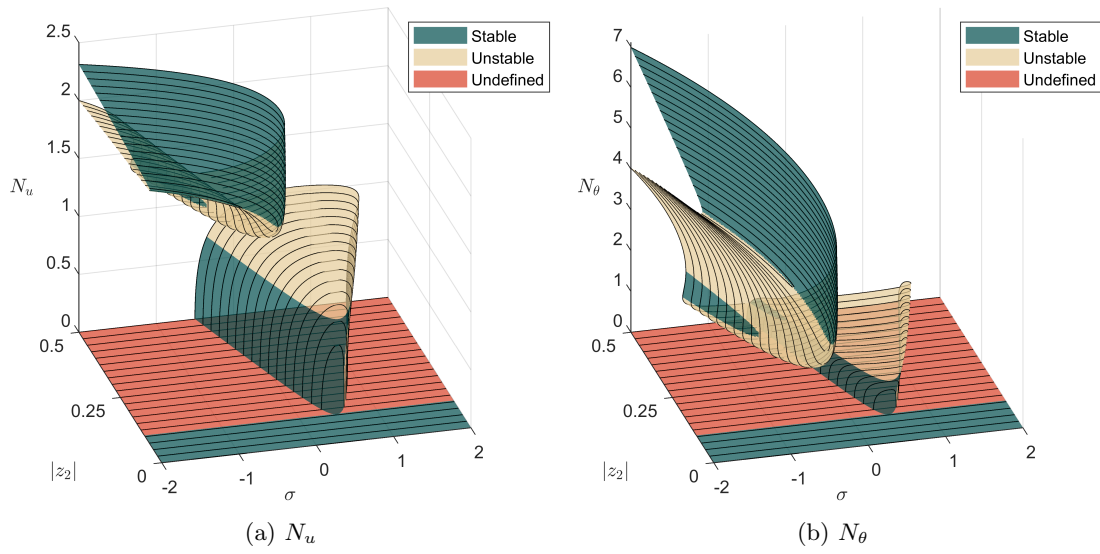 2.5
2
1.5
1
0.5
0
N_u
0.5
0.25
0
|z_2|
-2
-1
0
1
2
σ
Stable
Unstable
Undefined
(a) N_u
7
6
5
4
3
2
1
0
N_θ
0.5
0.25
0
|z_2|
-2
-1
0
1
2
σ
Stable
Unstable
Undefined
(b) N_θ